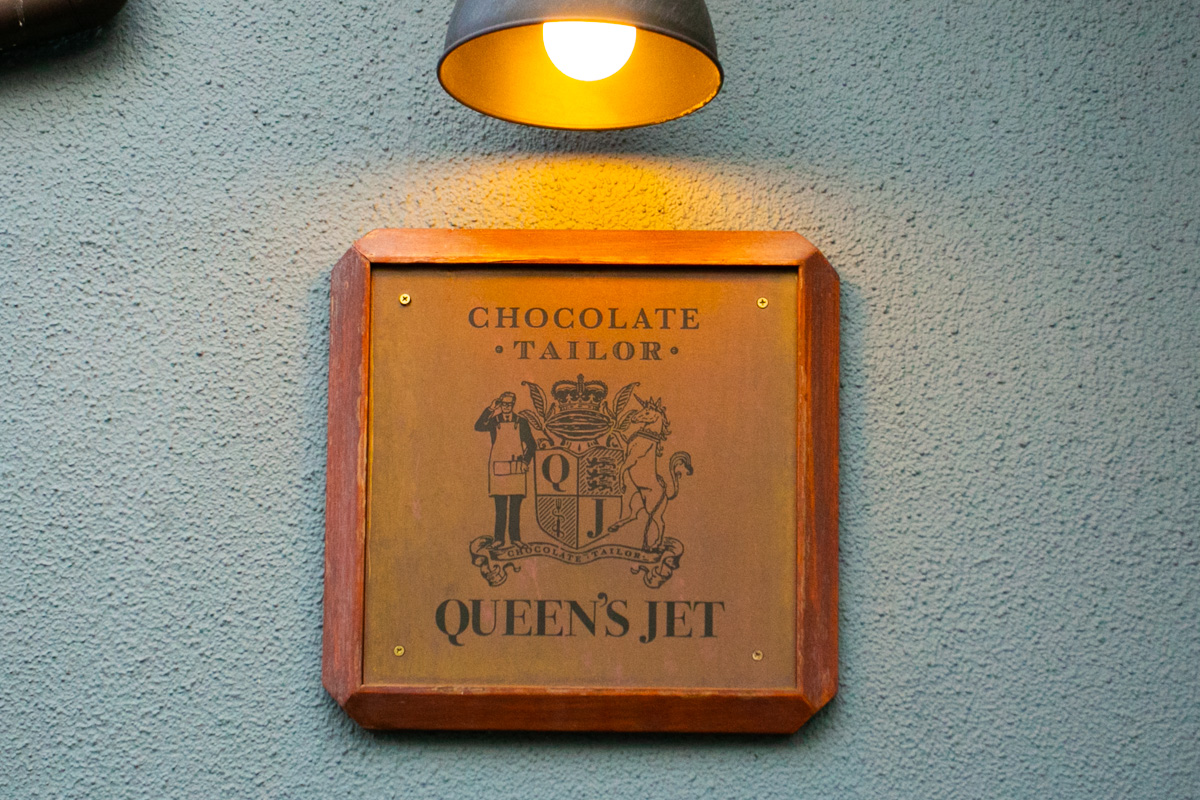 CHOCOLATE
• TAILOR •
Q
J
CHOCOLATE TAILOR
QUEEN'S JET